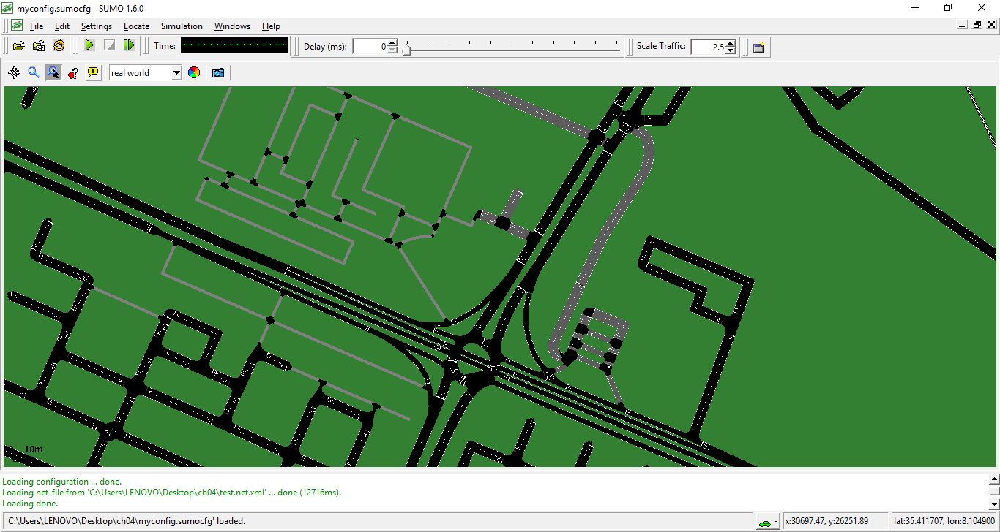 myconfig.sumocfg - SUMO 1.6.0
File Edit Settings Locate Simulation Windows Help
Time: Delay (ms): 0 Scale Traffic: 2.5
real world
10m
Loading configuration ... done.
Loading net-file from 'C:\Users\LENOVO\Desktop\ch04\test.net.xml' ... done (12716ms).
Loading done.
'C:\Users\LENOVO\Desktop\ch04\myconfig.sumocfg' loaded. - x:30697.47, y:26251.89 lat:35.411707, lon:8.104900